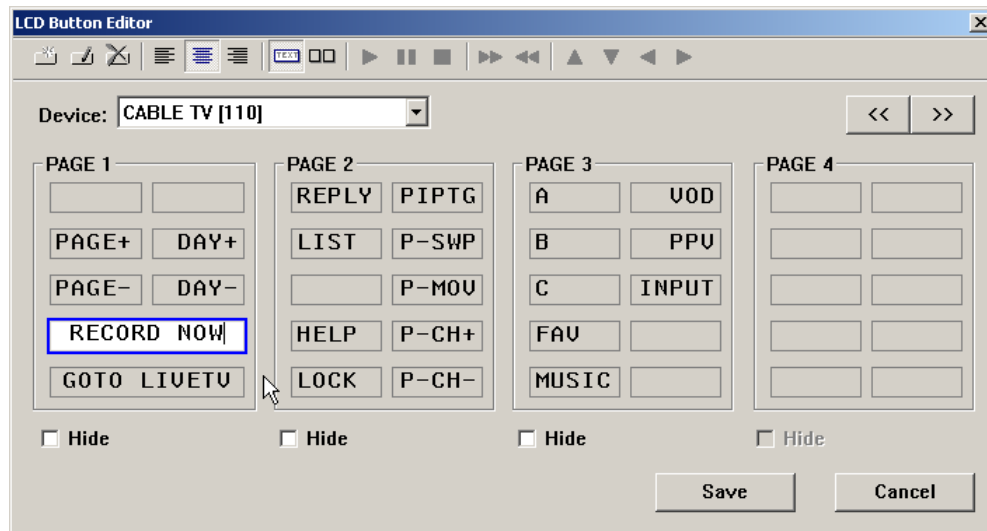 LCD Button Editor
TEXT
Device: CABLE TV [110] << >>
PAGE 1 PAGE 2 PAGE 3 PAGE 4
REPLY PIPTG A VOD
PAGE+ DAY+ LIST P-SWP B PPV
PAGE- DAY- P-MOV C INPUT
RECORD NOW HELP P-CH+ FAV
GOTO LIVETV LOCK P-CH- MUSIC
Hide Hide Hide Hide
Save Cancel